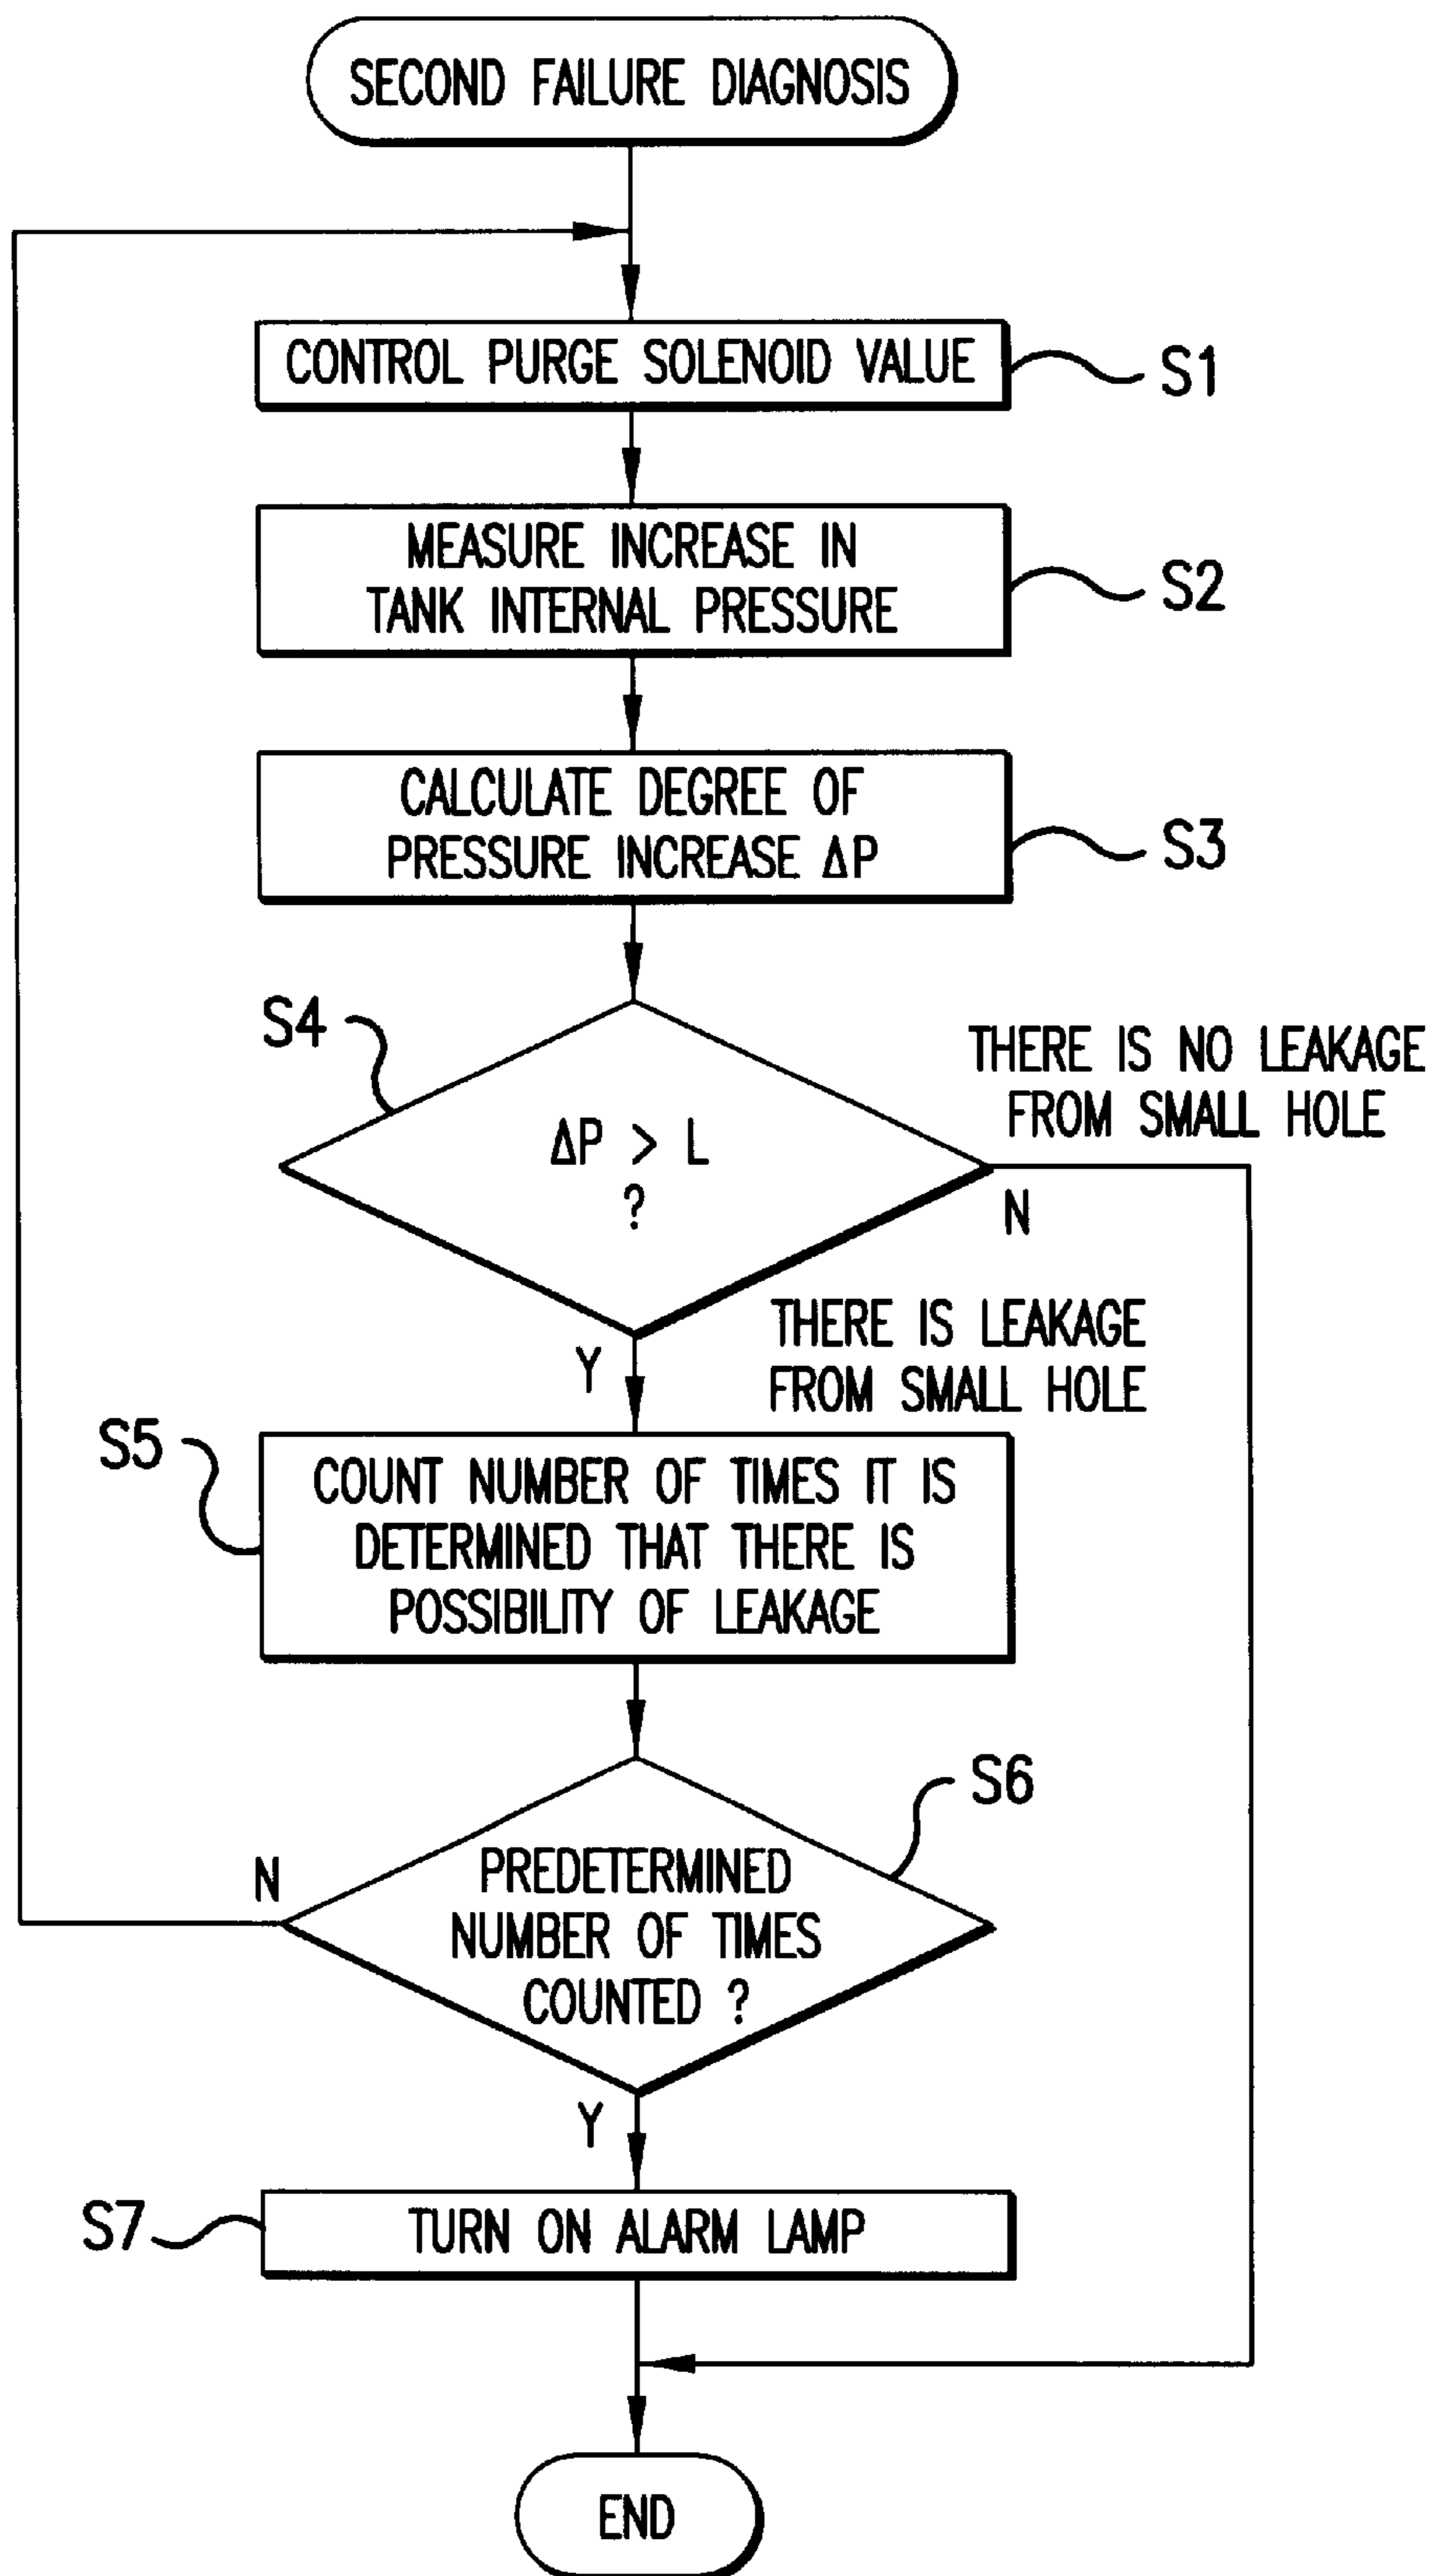 SECOND FAILURE DIAGNOSIS
CONTROL PURGE SOLENOID VALUE
S1
MEASURE INCREASE IN
TANK INTERNAL PRESSURE
S2
CALCULATE DEGREE OF
PRESSURE INCREASE ΔP
S3
S4
ΔP > L
?
THERE IS NO LEAKAGE
FROM SMALL HOLE
N
Y
THERE IS LEAKAGE
FROM SMALL HOLE
S5
COUNT NUMBER OF TIMES IT IS
DETERMINED THAT THERE IS
POSSIBILITY OF LEAKAGE
S6
N
PREDETERMINED
NUMBER OF TIMES
COUNTED ?
Y
S7
TURN ON ALARM LAMP
END